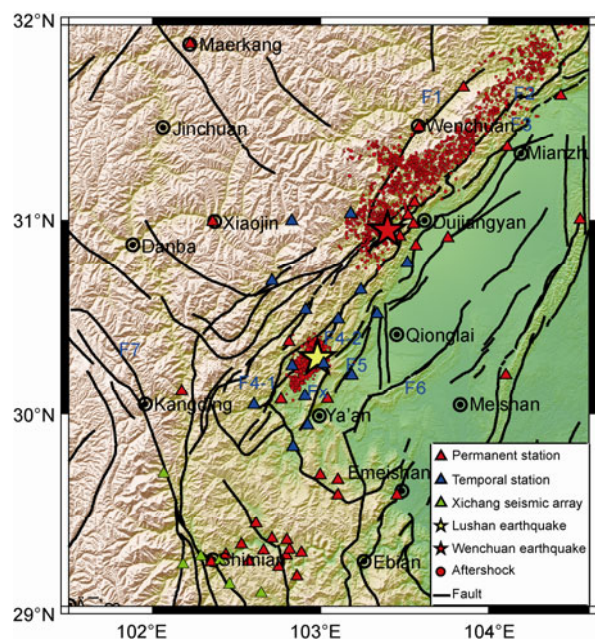 32°N
Maerkang
F1
F2
Wenchuan
F3
Jinchuan
Mianzh
31°N
Xiaojin
Dujiangyan
Danba
Qionglai
F4-2
F7
F5
F4-1
F6
30°N
Kangding
Ya'an
Meishan
Emeishan
Permanent station
Temporal station
Xichang seismic array
Lushan earthquake
Wenchuan earthquake
Aftershock
Fault
Shimian
Ebian
29°N
102°E
103°E
104°E